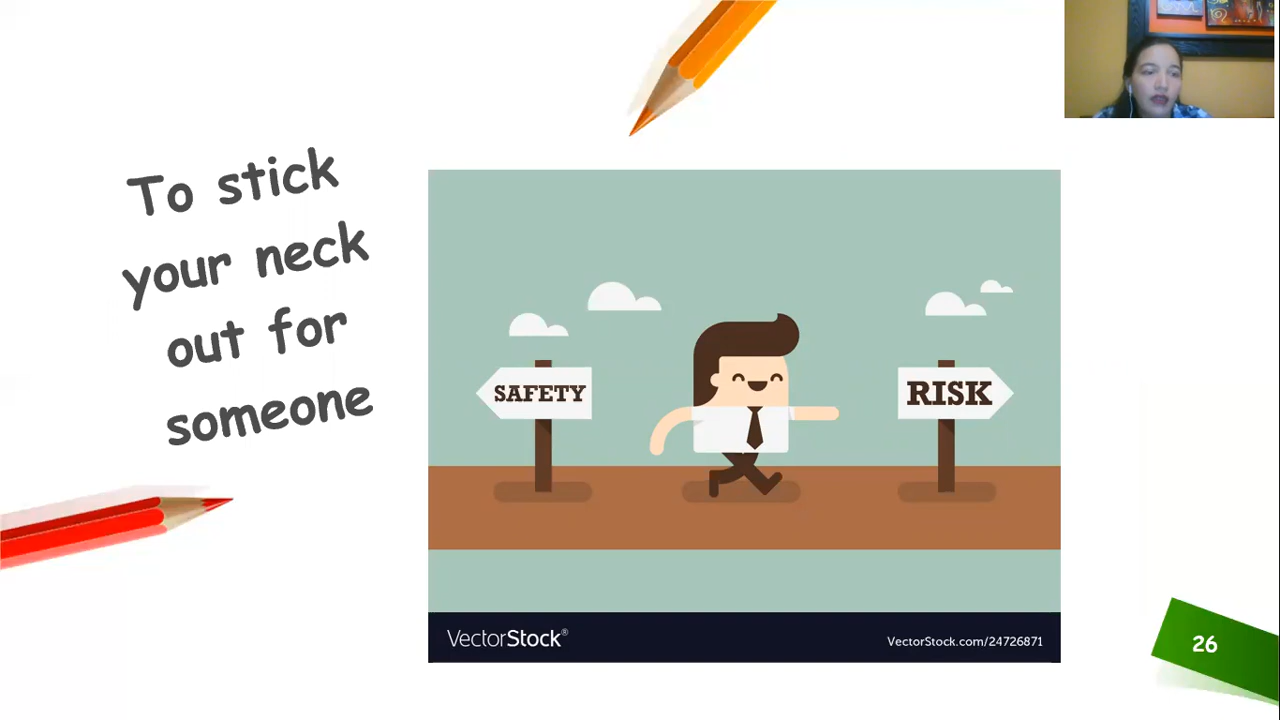 To stick
your neck
out for
someone
SAFETY
RISK
VectorStock®
VectorStock.com/24726871
26